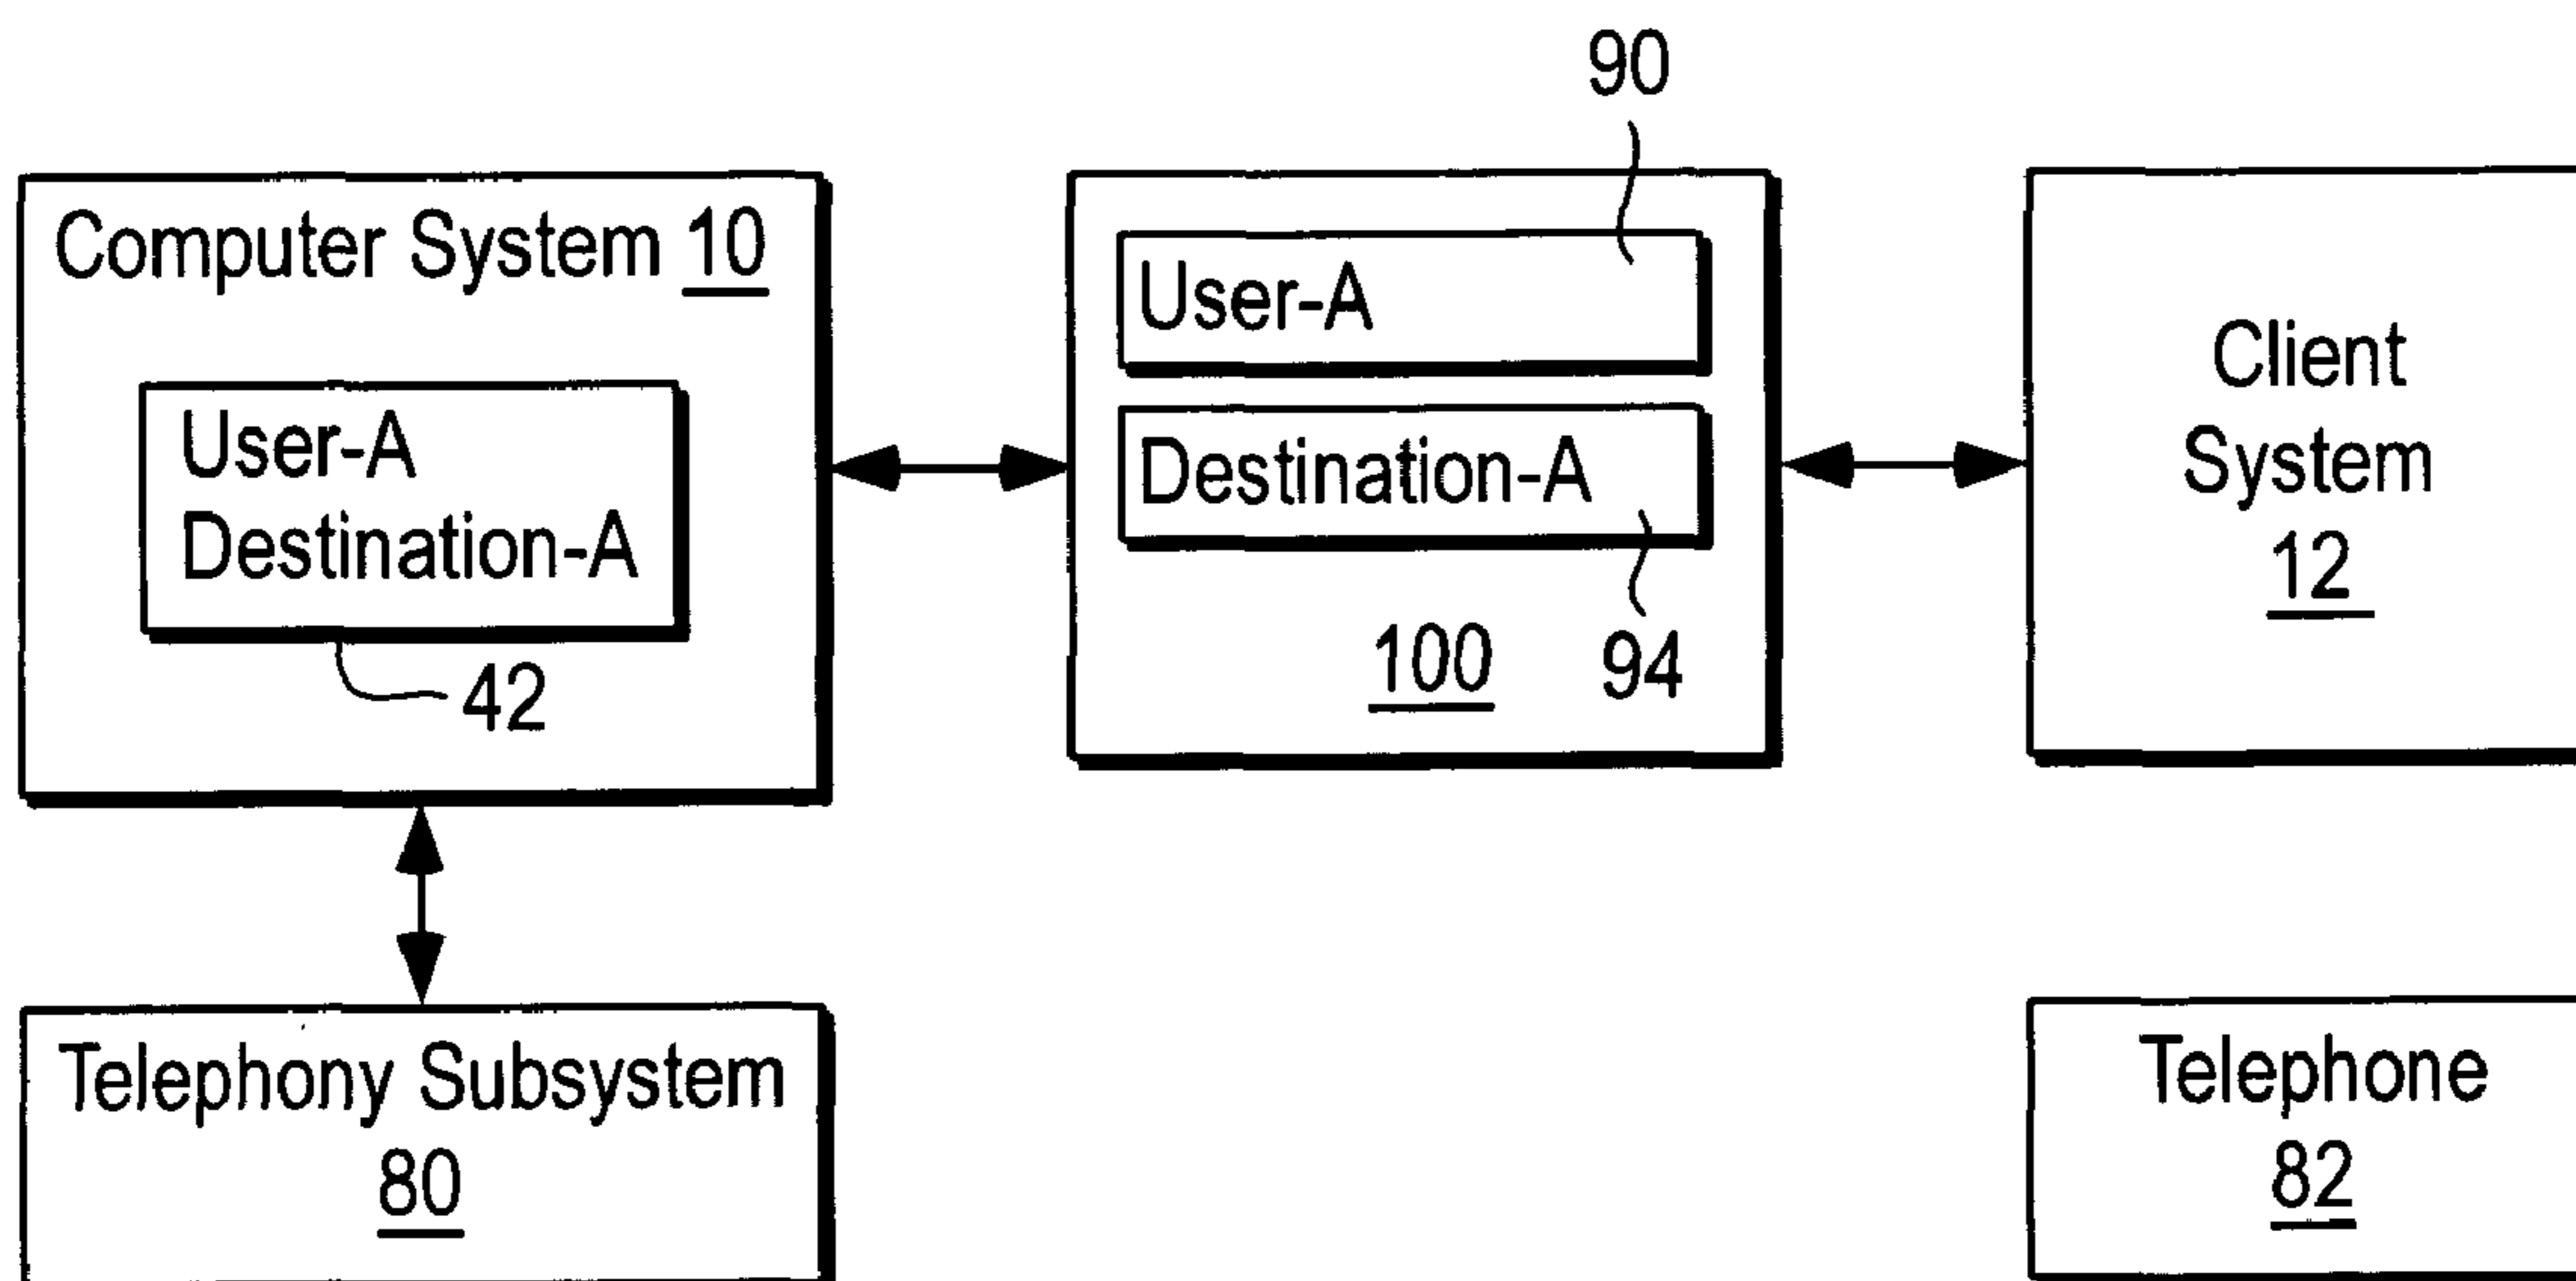 90
Computer System 10
User-A
Destination-A
42
User-A
Destination-A
100
94
Client
System
12
Telephony Subsystem
80
Telephone
82